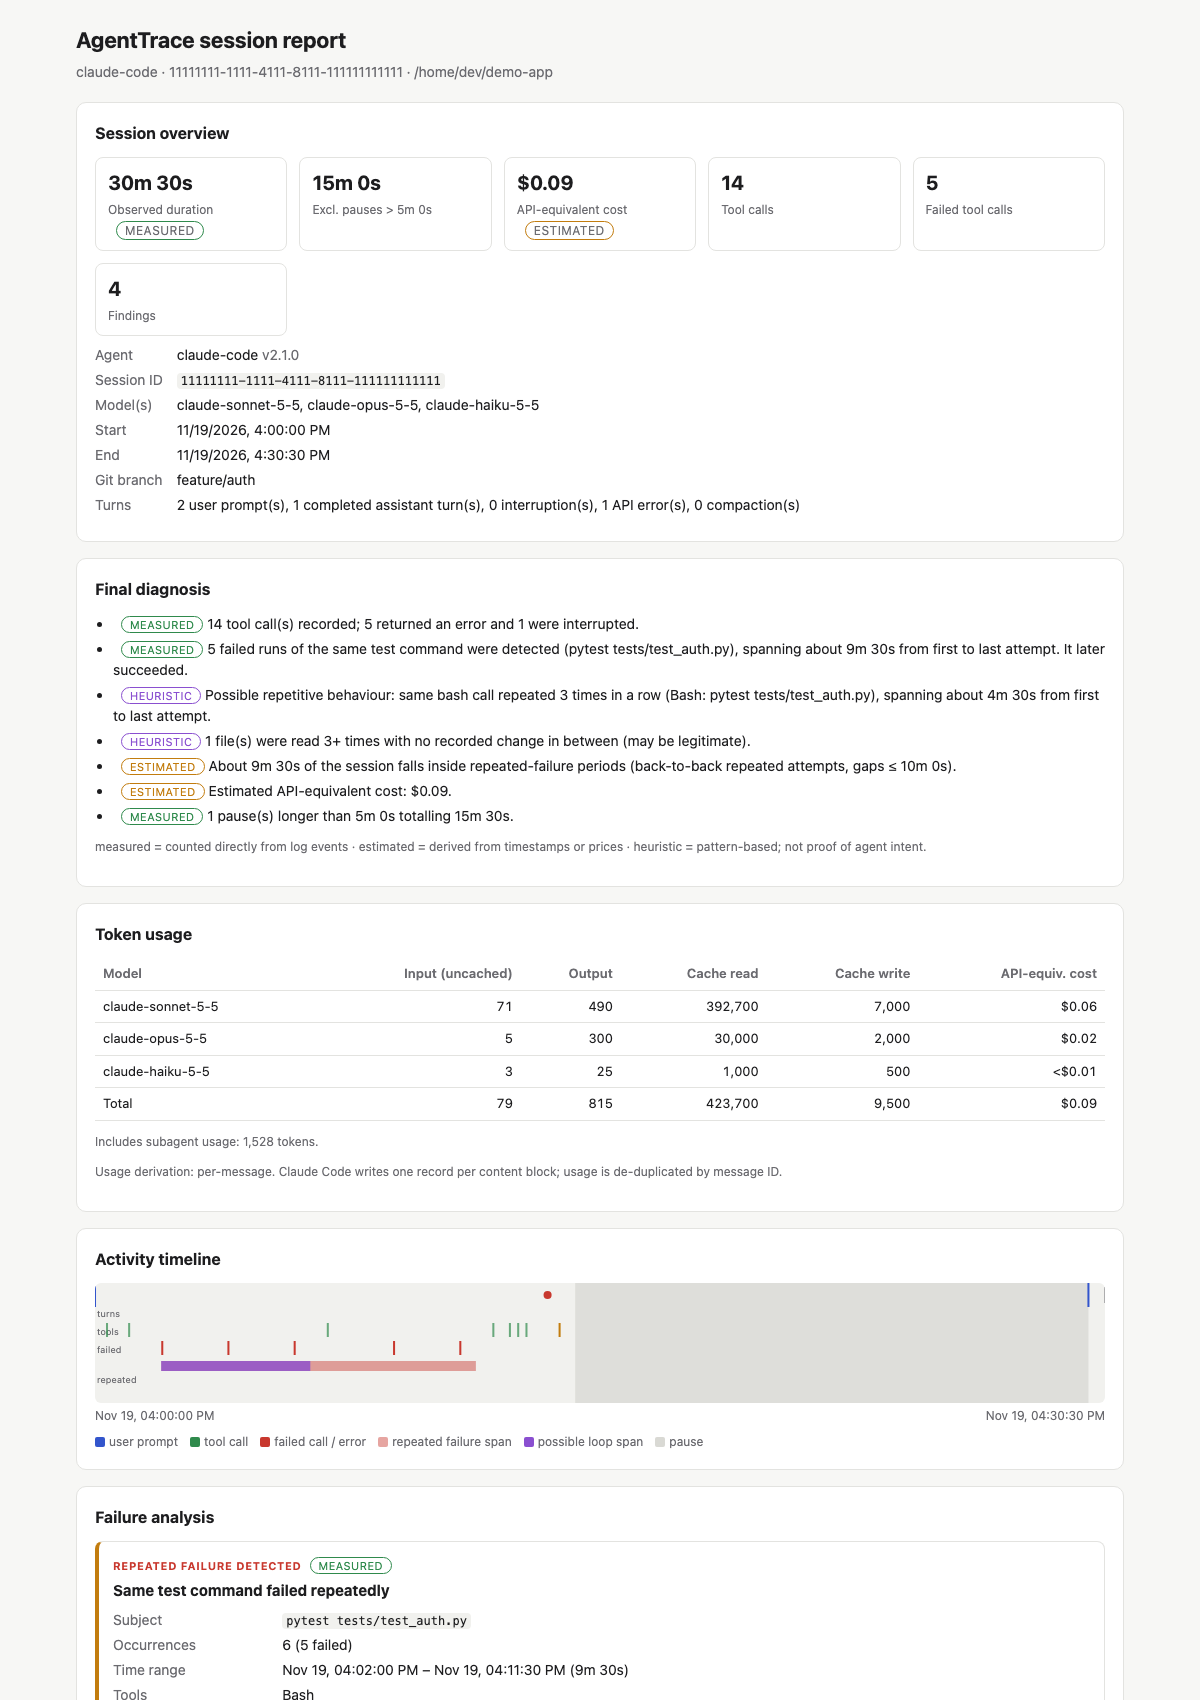 AgentTrace session report
claude-code · 11111111-1111-4111-8111-111111111111 · /home/dev/demo-app
Session overview
30m 30s
Observed duration
MEASURED
15m 0s
Excl. pauses > 5m 0s
$0.09
API-equivalent cost
ESTIMATED
14
Tool calls
5
Failed tool calls
4
Findings
Agent claude-code v2.1.0
Session ID 11111111-1111-4111-8111-111111111111
Model(s) claude-sonnet-5-5, claude-opus-5-5, claude-haiku-5-5
Start 11/19/2026, 4:00:00 PM
End 11/19/2026, 4:30:30 PM
Git branch feature/auth
Turns 2 user prompt(s), 1 completed assistant turn(s), 0 interruption(s), 1 API error(s), 0 compaction(s)
Final diagnosis
• MEASURED 14 tool call(s) recorded; 5 returned an error and 1 were interrupted.
• MEASURED 5 failed runs of the same test command were detected (pytest tests/test_auth.py), spanning about 9m 30s from first to last attempt. It later
succeeded.
• HEURISTIC Possible repetitive behaviour: same bash call repeated 3 times in a row (Bash: pytest tests/test_auth.py), spanning about 4m 30s from first
to last attempt.
• HEURISTIC 1 file(s) were read 3+ times with no recorded change in between (may be legitimate).
• ESTIMATED About 9m 30s of the session falls inside repeated-failure periods (back-to-back repeated attempts, gaps ≤ 10m 0s).
• ESTIMATED Estimated API-equivalent cost: $0.09.
• MEASURED 1 pause(s) longer than 5m 0s totalling 15m 30s.
measured = counted directly from log events · estimated = derived from timestamps or prices · heuristic = pattern-based; not proof of agent intent.
Token usage
Model Input (uncached) Output Cache read Cache write API-equiv. cost
claude-sonnet-5-5 71 490 392,700 7,000 $0.06
claude-opus-5-5 5 300 30,000 2,000 $0.02
claude-haiku-5-5 3 25 1,000 500 <$0.01
Total 79 815 423,700 9,500 $0.09
Includes subagent usage: 1,528 tokens.
Usage derivation: per-message. Claude Code writes one record per content block; usage is de-duplicated by message ID.
Activity timeline
turns
tools
failed
repeated
Nov 19, 04:00:00 PM Nov 19, 04:30:30 PM
user prompt tool call failed call / error repeated failure span possible loop span pause
Failure analysis
REPEATED FAILURE DETECTED MEASURED
Same test command failed repeatedly
Subject pytest tests/test_auth.py
Occurrences 6 (5 failed)
Time range Nov 19, 04:02:00 PM – Nov 19, 04:11:30 PM (9m 30s)
Tools Bash